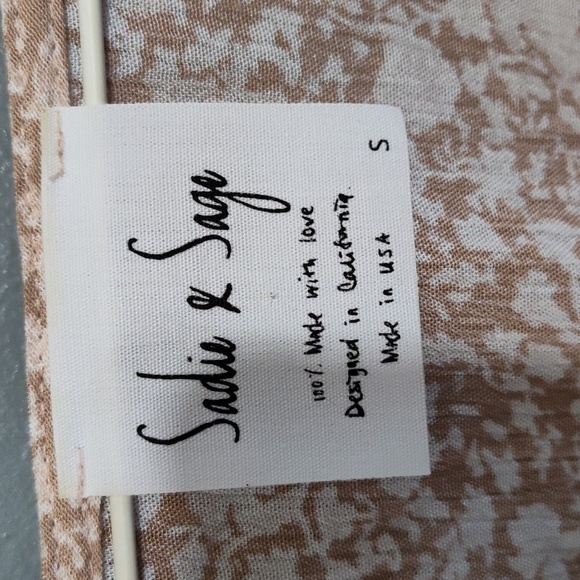 Sadie & Sage
100% Made with love
Designed in California.
Made in USA
S